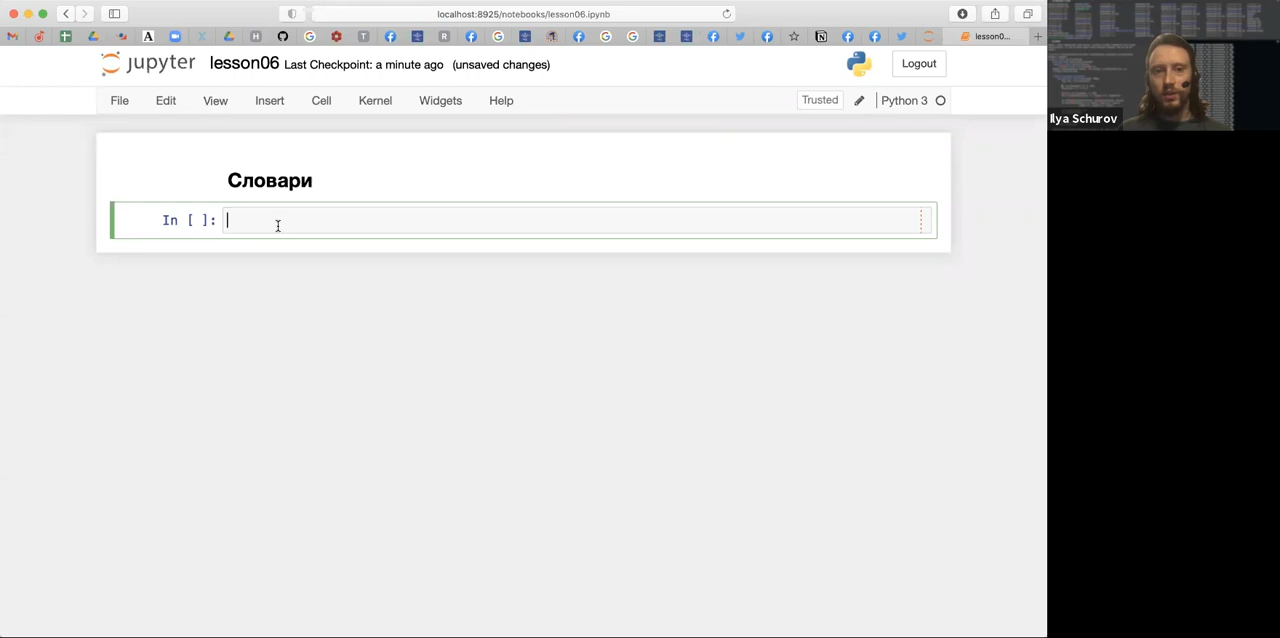 localhost:8925/notebooks/lesson06.ipynb
lesson0...
jupyter lesson06 Last Checkpoint: a minute ago (unsaved changes)
Logout
File Edit View Insert Cell Kernel Widgets Help
Trusted
Python 3
Словари
In [ ]:
Ilya Schurov